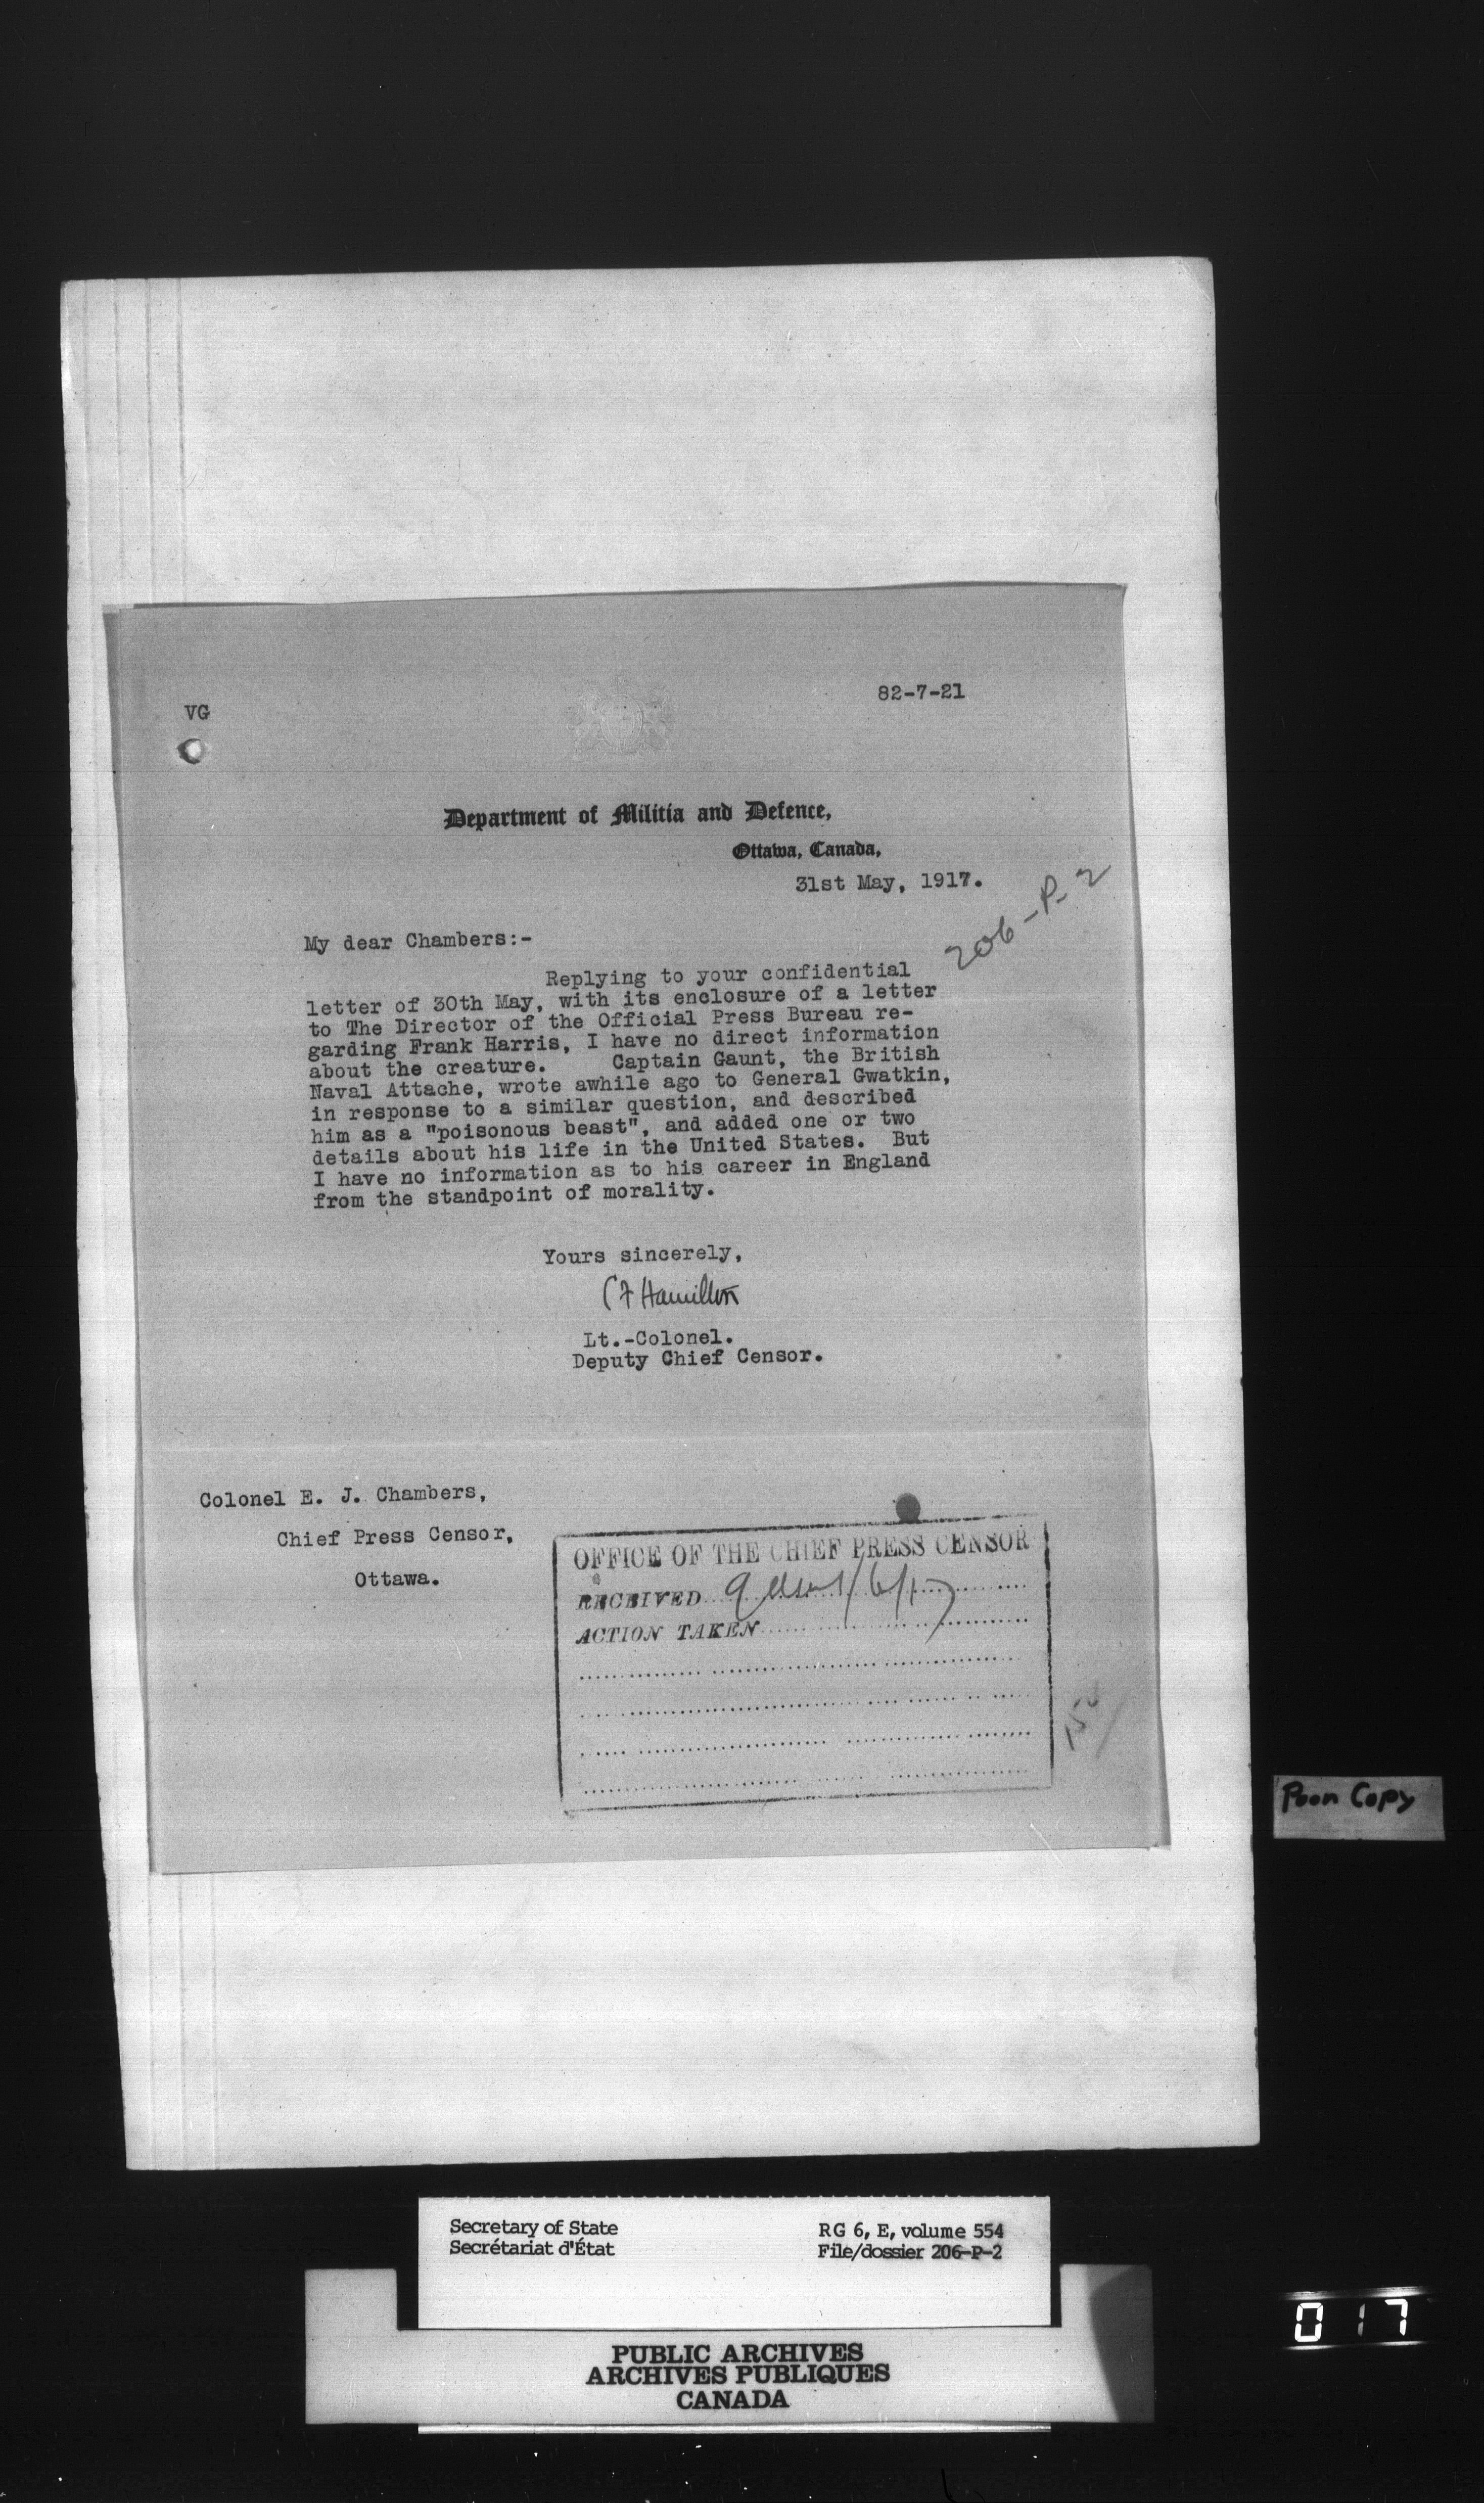 82-7-21
VG
Department of Militia and Defence,
Ottawa, Canada,
31st May, 1917.
206-P-2
My dear Chambers:-
Replying to your confidential
letter of 30th May, with its enclosure of a letter
to The Director of the Official Press Bureau re-
garding Frank Harris, I have no direct information
about the creature. Captain Gaunt, the British
Naval Attache, wrote awhile ago to General Gwatkin,
in response to a similar question, and described
him as a "poisonous beast", and added one or two
details about his life in the United States. But
I have no information as to his career in England
from the standpoint of morality.
Yours sincerely,
C F Hamilton
Lt.-Colonel.
Deputy Chief Censor.
Colonel E. J. Chambers,
Chief Press Censor,
Ottawa.
OFFICE OF THE CHIEF PRESS CENSOR
RECEIVED 1/6/17
ACTION TAKEN
Poor Copy
Secretary of State
Secrétariat d'État
RG 6, E, volume 554
File/dossier 206-P-2
017
PUBLIC ARCHIVES
ARCHIVES PUBLIQUES
CANADA